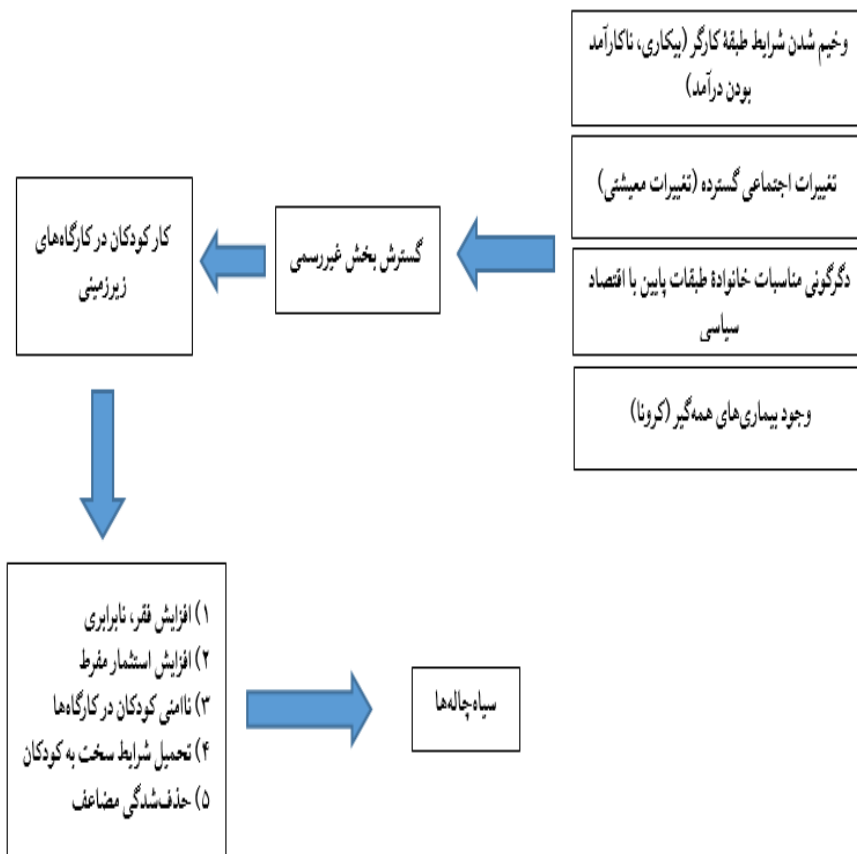 وخیم شدن شرایط طبقهٔ کارگر (بیکاری، ناکارآمد
بودن درآمد)
تغییرات اجتماعی گسترده (تغییرات معیشتی)
دگرگونی مناسبات خانوادهٔ طبقات پایین با اقتصاد
سیاسی
وجود بیماری‌های همه‌گیر (کرونا)
گسترش بخش غیررسمی
کار کودکان در کارگاه‌های
زیرزمینی
۱) افزایش فقر، نابرابری
۲) افزایش استثمار مفرط
۳) ناامنی کودکان در کارگاه‌ها
۴) تحمیل شرایط سخت به کودکان
۵) حذف‌شدگی مضاعف
سیاه‌چاله‌ها